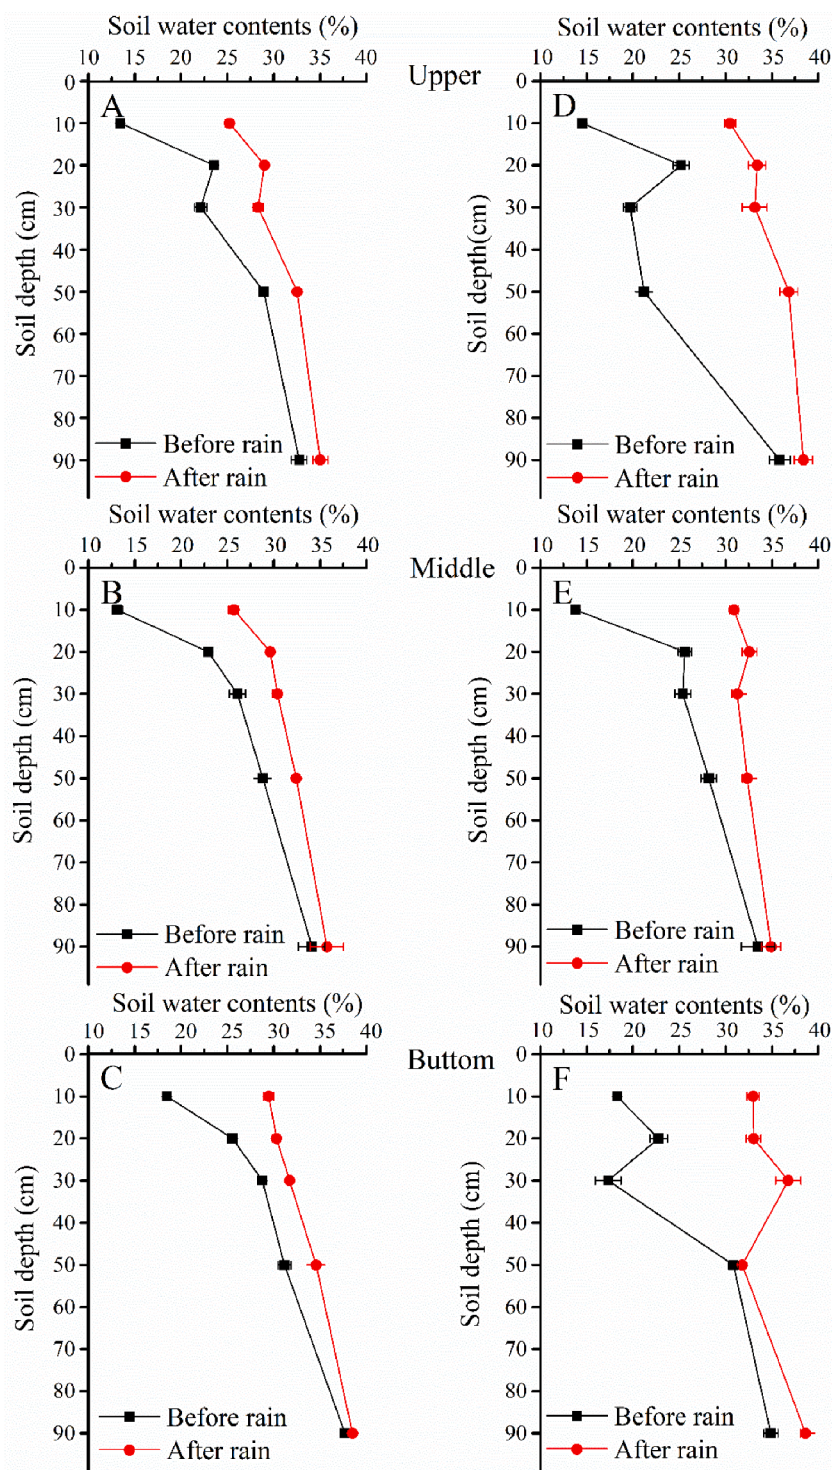 Soil water contents (%)
10 15 20 25 30 35 40
0
10
20
30
40
50
60
70
80
90
Soil depth (cm)
A
Before rain
After rain
Upper
Soil water contents (%)
10 15 20 25 30 35 40
0
10
20
30
40
50
60
70
80
90
Soil depth(cm)
D
Before rain
After rain
Soil water contents (%)
10 15 20 25 30 35 40
0
10
20
30
40
50
60
70
80
90
Soil depth (cm)
B
Before rain
After rain
Middle
Soil water contents (%)
10 15 20 25 30 35 40
0
10
20
30
40
50
60
70
80
90
Soil depth (cm)
E
Before rain
After rain
Soil water contents (%)
10 15 20 25 30 35 40
0
10
20
30
40
50
60
70
80
90
Soil depth (cm)
C
Before rain
After rain
Buttom
Soil water contents (%)
10 15 20 25 30 35 40
0
10
20
30
40
50
60
70
80
90
Soil depth (cm)
F
Before rain
After rain